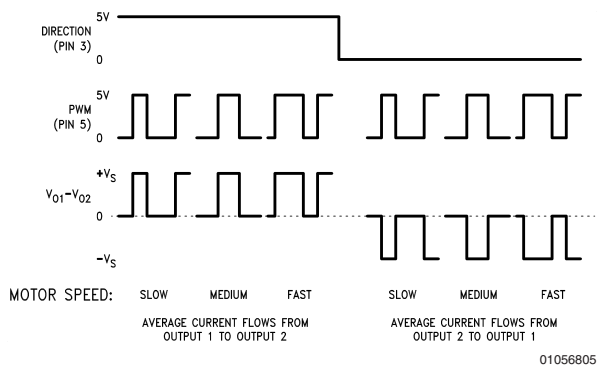 DIRECTION
(PIN 3)
5V
0
PWM
(PIN 5)
5V
0
VO1–VO2
+VS
0
–VS
MOTOR SPEED: SLOW MEDIUM FAST SLOW MEDIUM FAST
AVERAGE CURRENT FLOWS FROM
OUTPUT 1 TO OUTPUT 2
AVERAGE CURRENT FLOWS FROM
OUTPUT 2 TO OUTPUT 1
01056805